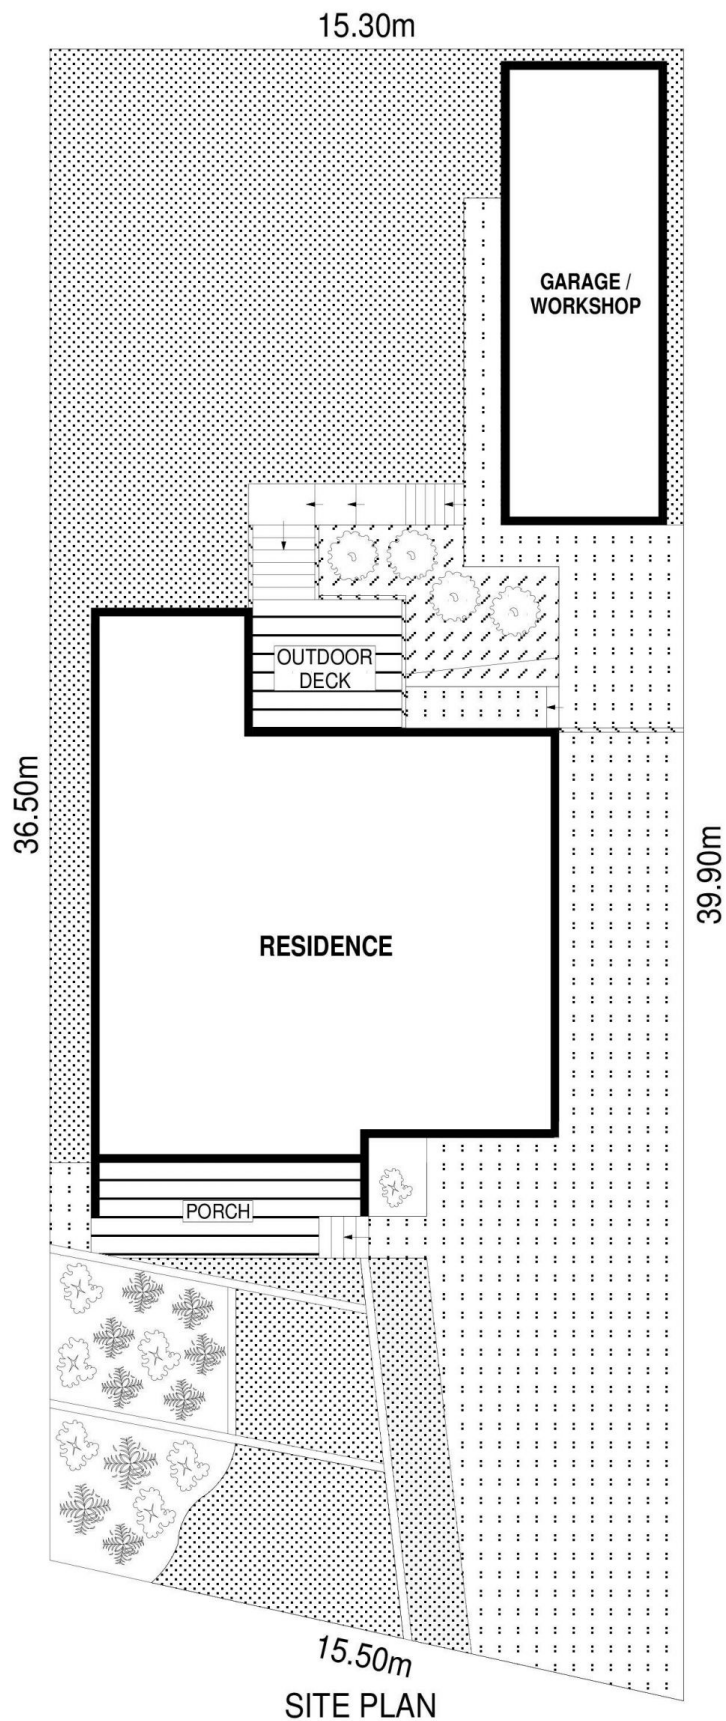 15.30m
GARAGE /
WORKSHOP
OUTDOOR
DECK
36.50m
39.90m
RESIDENCE
PORCH
15.50m
SITE PLAN